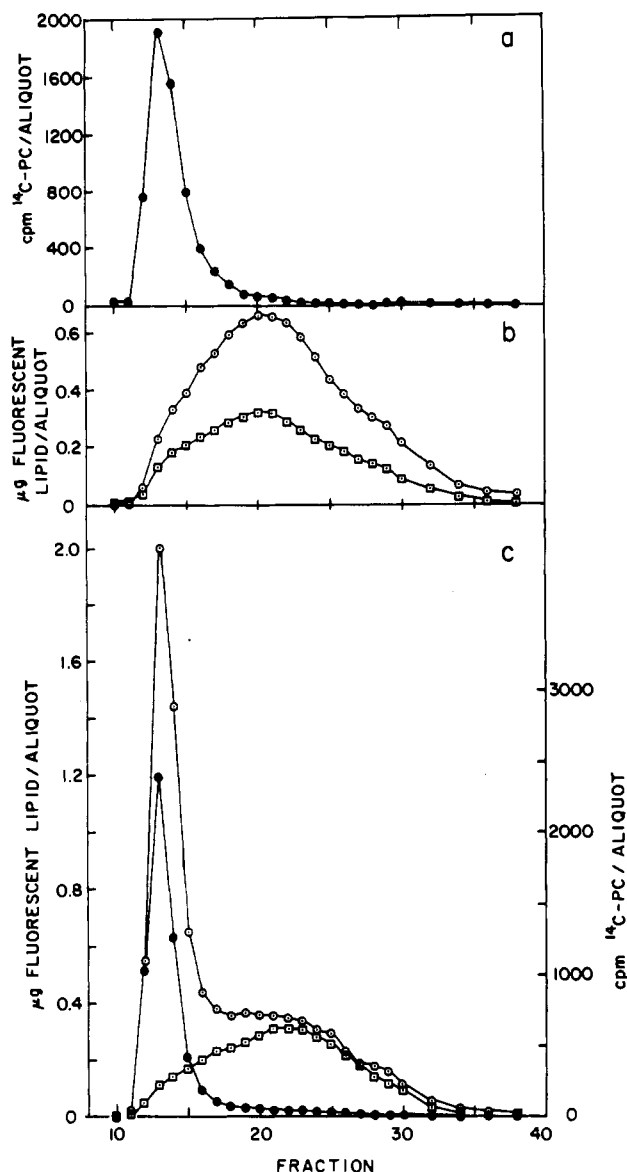 a
2000
1600
1200
800
400
0
cpm ¹⁴C-PC/ALIQUOT
b
0.6
0.4
0.2
0
µg FLUORESCENT
LIPID/ALIQUOT
c
2.0
1.6
1.2
0.8
0.4
0
µg FLUORESCENT LIPID/ALIQUOT
3000
2000
1000
0
cpm ¹⁴C-PC/ ALIQUOT
10 20 30 40
FRACTION